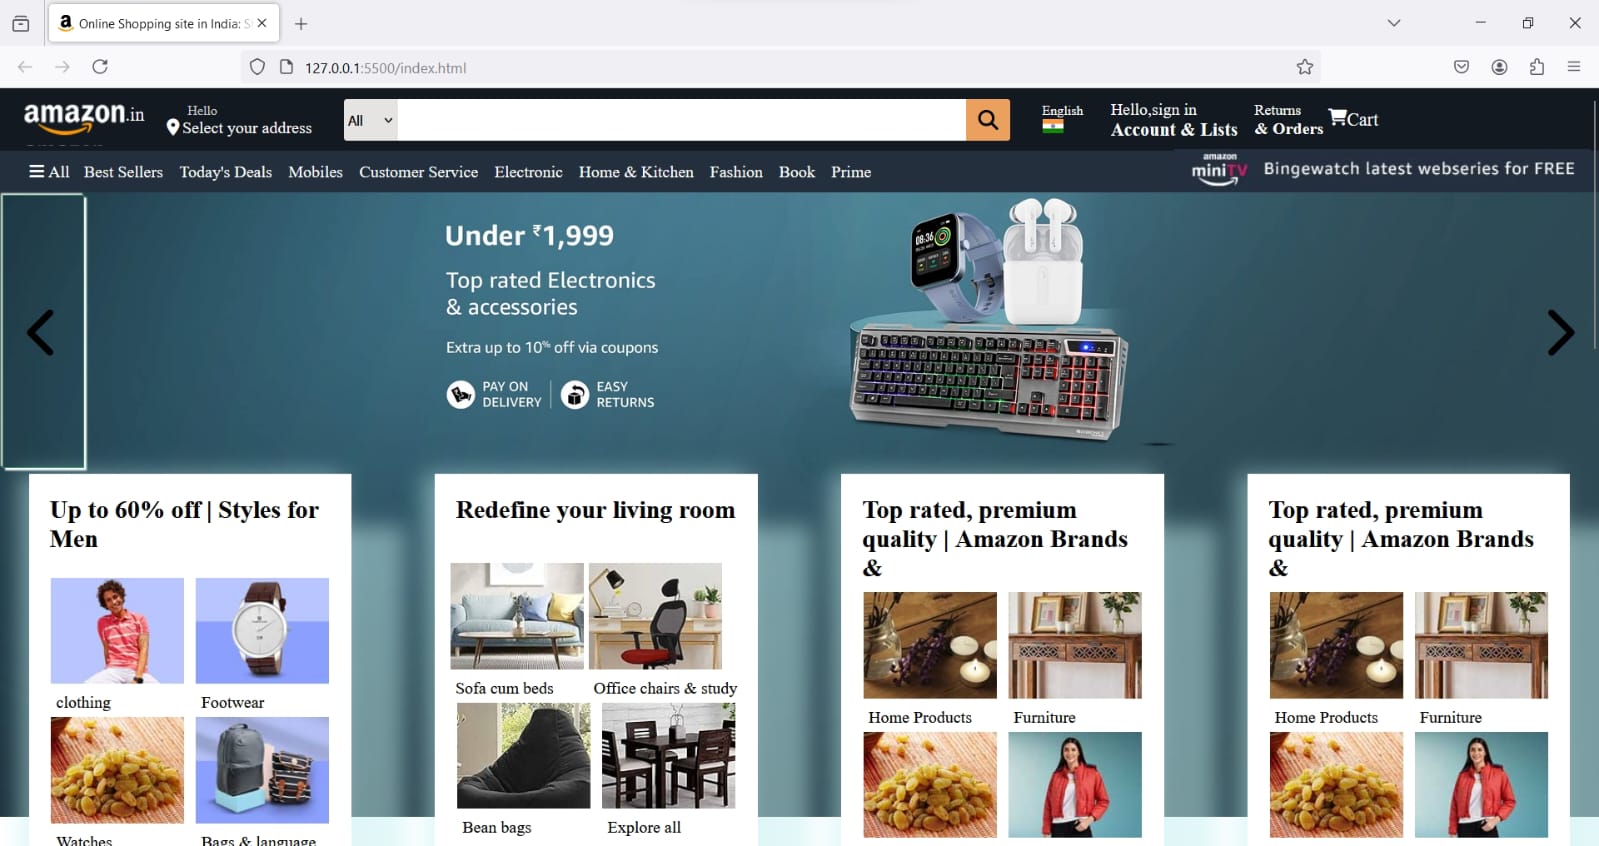 Online Shopping site in India: S
127.0.0.1:5500/index.html
amazon.in
Hello
Select your address
All
English
Hello,sign in
Account & Lists
Returns
& Orders
Cart
All Best Sellers Today's Deals Mobiles Customer Service Electronic Home & Kitchen Fashion Book Prime
amazon
miniTV
Bingewatch latest webseries for FREE
Under ₹1,999
Top rated Electronics
& accessories
Extra up to 10% off via coupons
PAY ON
DELIVERY
EASY
RETURNS
08:36
Up to 60% off | Styles for
Men
clothing
Footwear
Watches
Bags & language
Redefine your living room
Sofa cum beds
Office chairs & study
Bean bags
Explore all
Top rated, premium
quality | Amazon Brands
&
Home Products
Furniture
Top rated, premium
quality | Amazon Brands
&
Home Products
Furniture